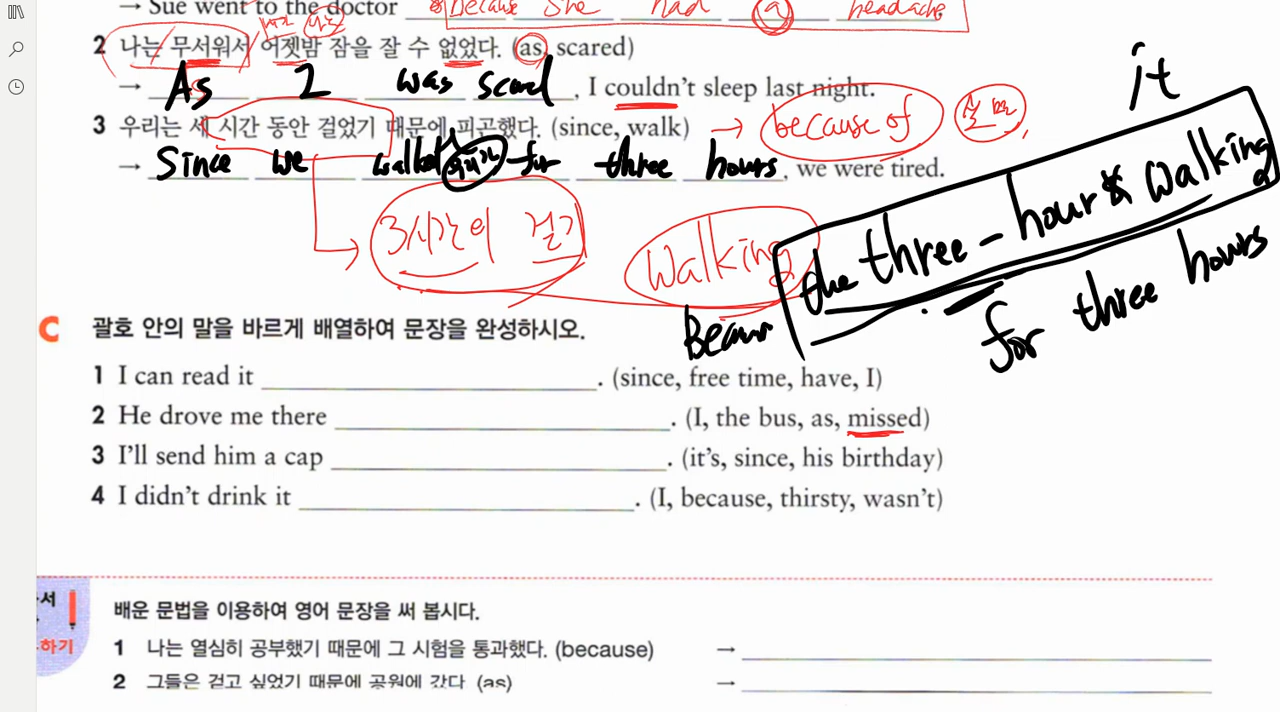 → Sue went to the doctor because she had a headache
2 나는 무서워서 어젯밤 잠을 잘 수 없었다. (as, scared)
→ As I was scared, I couldn't sleep last night.
it
3 우리는 세 시간 동안 걸었기 때문에 피곤했다. (since, walk) → because of
→ Since we walked for three hours, we were tired.
3시간의 걷기
Walking
the three-hour walking
for three hours
C 괄호 안의 말을 바르게 배열하여 문장을 완성하시오.
1 I can read it ____. (since, free time, have, I)
2 He drove me there ____. (I, the bus, as, missed)
3 I'll send him a cap ____. (it's, since, his birthday)
4 I didn't drink it ____. (I, because, thirsty, wasn't)
서
하기
배운 문법을 이용하여 영어 문장을 써 봅시다.
1 나는 열심히 공부했기 때문에 그 시험을 통과했다. (because) →
2 그들은 걷고 싶었기 때문에 공원에 갔다 (as) →